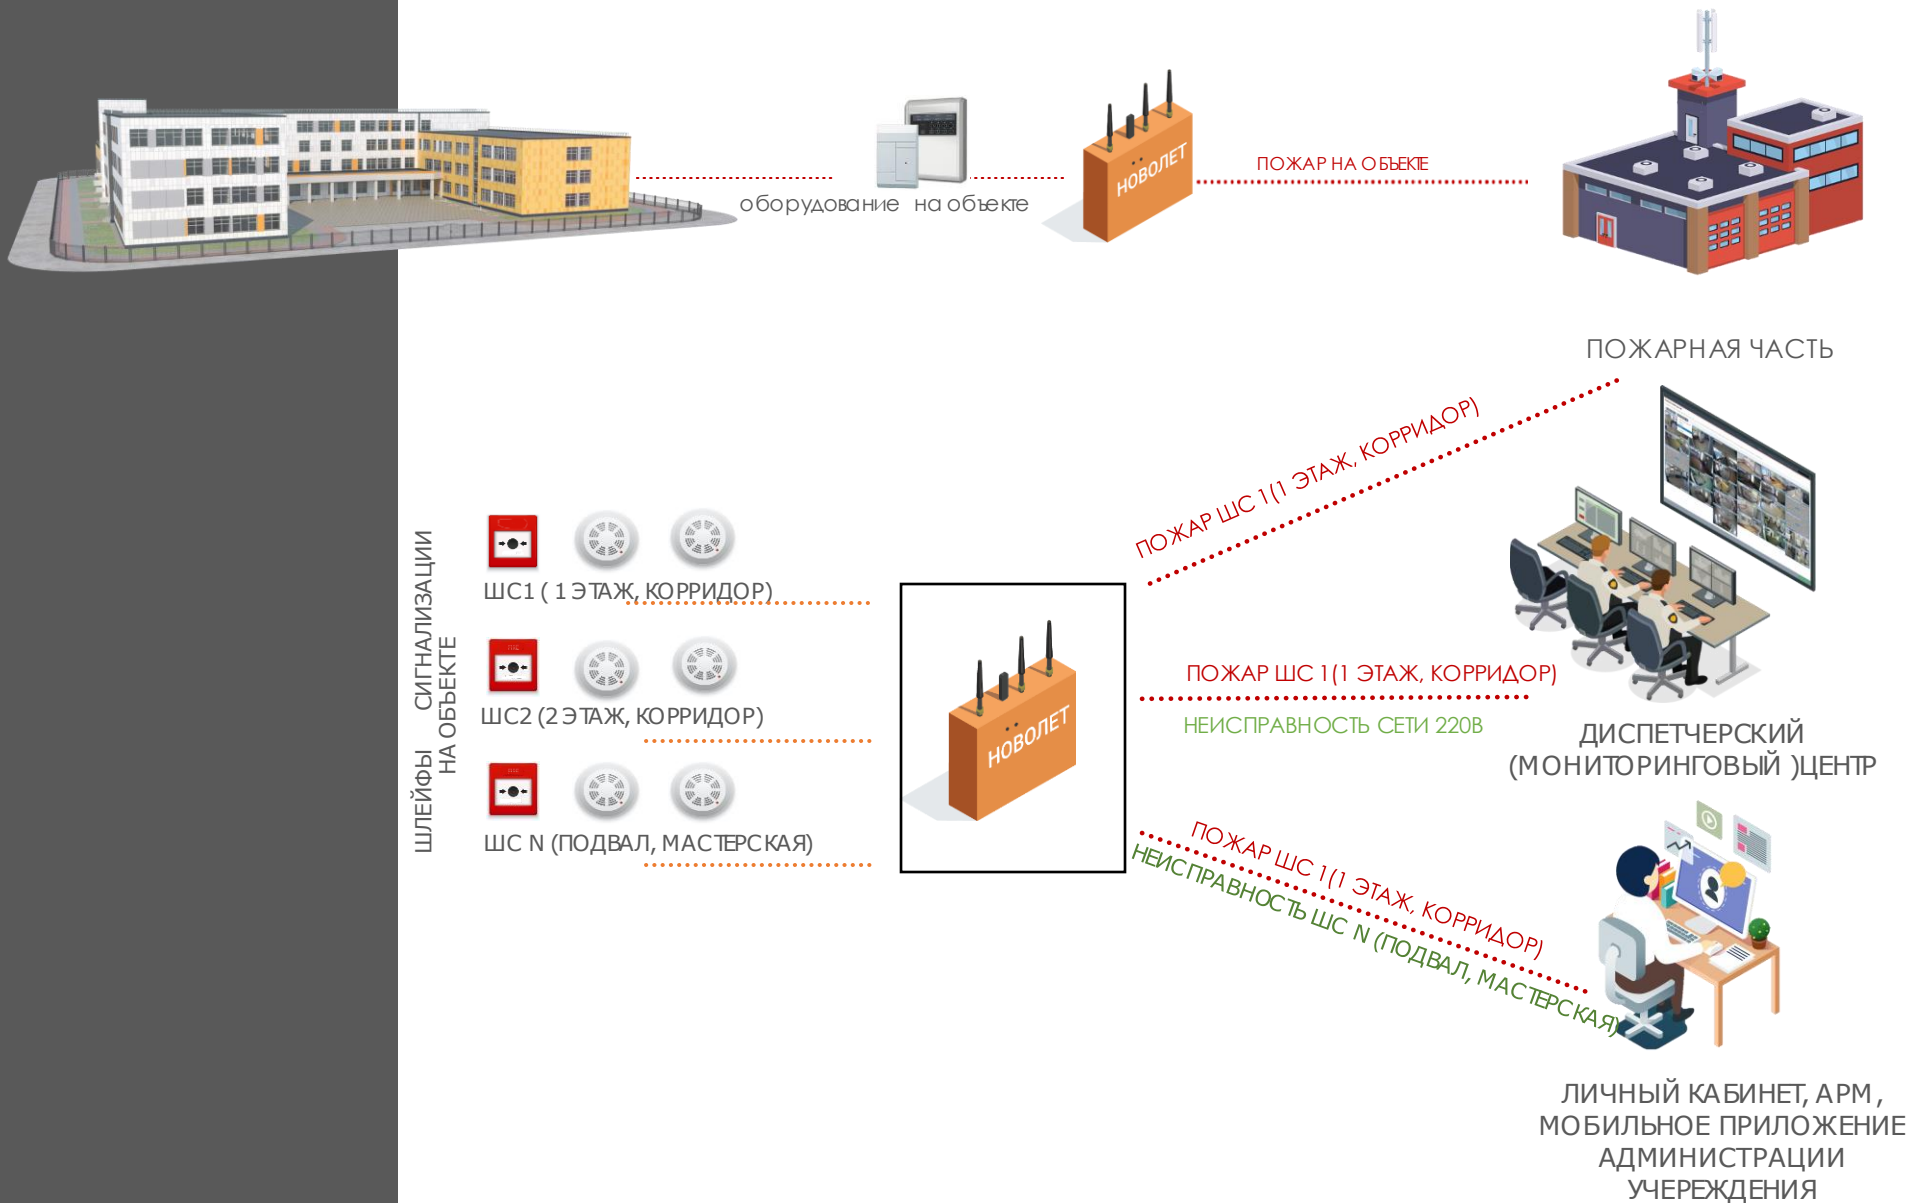 оборудование на объекте
НОВОЛЕТ
ПОЖАР НА ОБЪЕКТЕ
ПОЖАРНАЯ ЧАСТЬ
ШЛЕЙФЫ СИГНАЛИЗАЦИИ
НА ОБЪЕКТЕ
ШС1 ( 1 ЭТАЖ, КОРРИДОР)
ШС2 (2 ЭТАЖ, КОРРИДОР)
ШС N (ПОДВАЛ, МАСТЕРСКАЯ)
НОВОЛЕТ
ПОЖАР ШС 1(1 ЭТАЖ, КОРРИДОР)
ПОЖАР ШС 1(1 ЭТАЖ, КОРРИДОР)
НЕИСПРАВНОСТЬ СЕТИ 220В
ДИСПЕТЧЕРСКИЙ
(МОНИТОРИНГОВЫЙ )ЦЕНТР
ПОЖАР ШС 1(1 ЭТАЖ, КОРРИДОР)
НЕИСПРАВНОСТЬ ШС N (ПОДВАЛ, МАСТЕРСКАЯ)
ЛИЧНЫЙ КАБИНЕТ, АРМ,
МОБИЛЬНОЕ ПРИЛОЖЕНИЕ
АДМИНИСТРАЦИИ
УЧЕРЕЖДЕНИЯ